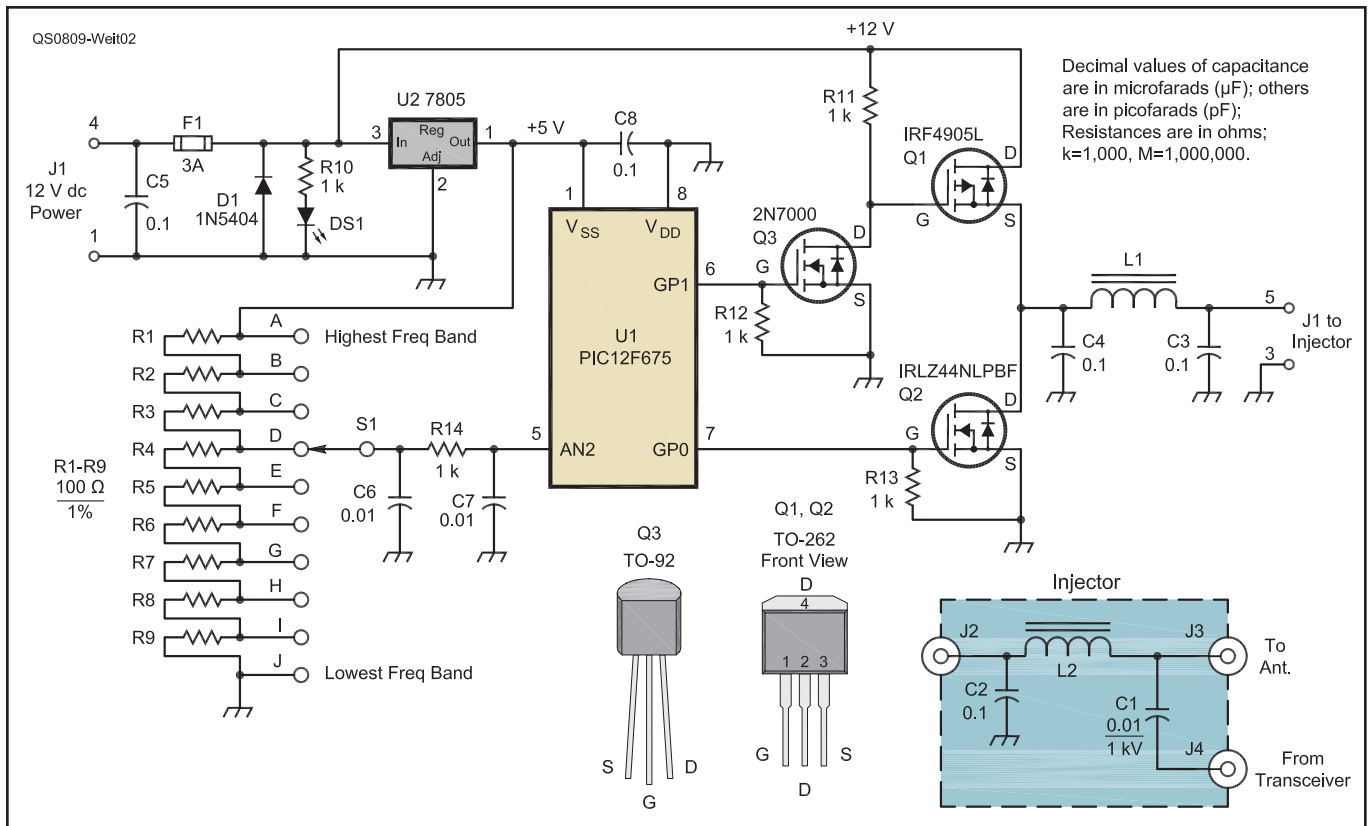 QS0809-Weit02
+12 V
Decimal values of capacitance
are in microfarads (µF); others
are in picofarads (pF);
Resistances are in ohms;
k=1,000, M=1,000,000.
4
F1
3A
J1
12 V dc
Power
1
C5
0.1
D1
1N5404
R10
1 k
DS1
U2 7805
3
In
Reg
Adj
Out
1
2
+5 V
C8
0.1
R11
1 k
IRF4905L
Q1
D
G
S
2N7000
Q3
D
G
S
1
8
VSS
VDD
GP1
6
U1
PIC12F675
5
AN2
GP0
7
R12
1 k
IRLZ44NLPBF
Q2
D
G
S
R13
1 k
L1
C4
0.1
C3
0.1
5
J1 to
Injector
3
R1
A
Highest Freq Band
R2
B
R3
C
R4
D
R5
E
R6
F
R7
G
R8
H
R9
I
J
Lowest Freq Band
R1-R9
100 Ω
1%
S1
R14
1 k
C6
0.01
C7
0.01
Q3
TO-92
S
G
D
Q1, Q2
TO-262
Front View
D
4
1 2 3
G
D
S
Injector
J2
L2
J3
To
Ant.
C2
0.1
C1
0.01
1 kV
J4
From
Transceiver